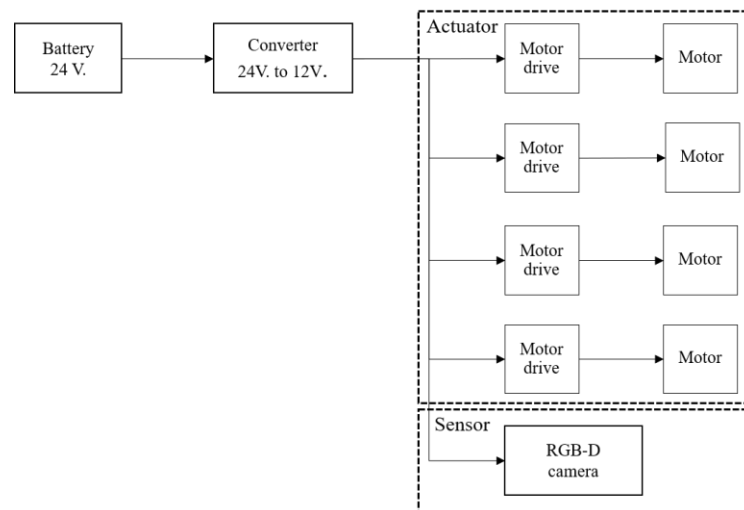 Battery
24 V.
Converter
24V. to 12V.
Actuator
Motor
drive
Motor
Motor
drive
Motor
Motor
drive
Motor
Motor
drive
Motor
Sensor
RGB-D
camera